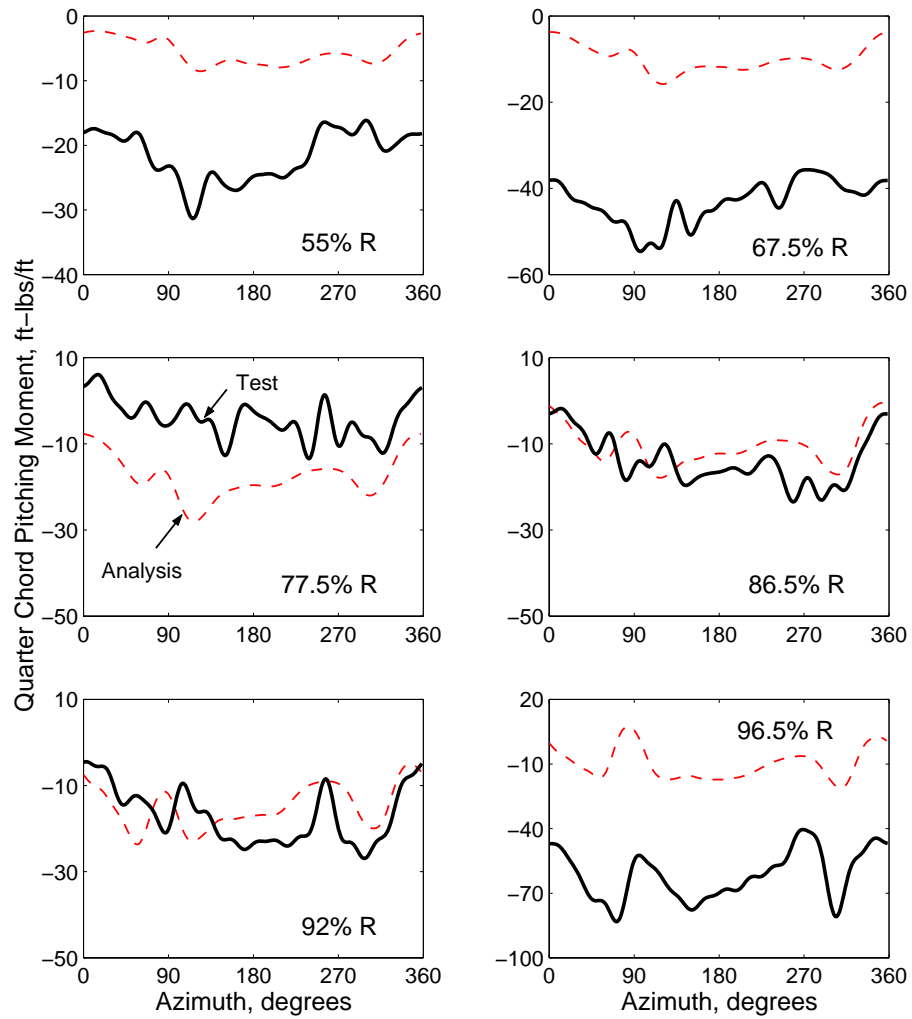 Quarter Chord Pitching Moment, ft−lbs/ft
0
−10
−20
−30
−40
0 90 180 270 360
55% R
0
−20
−40
−60
0 90 180 270 360
67.5% R
10
−10
−30
−50
0 90 180 270 360
Test
Analysis
77.5% R
10
−10
−30
−50
0 90 180 270 360
86.5% R
10
−10
−30
−50
0 90 180 270 360
92% R
Azimuth, degrees
20
−10
−40
−70
−100
0 90 180 270 360
96.5% R
Azimuth, degrees